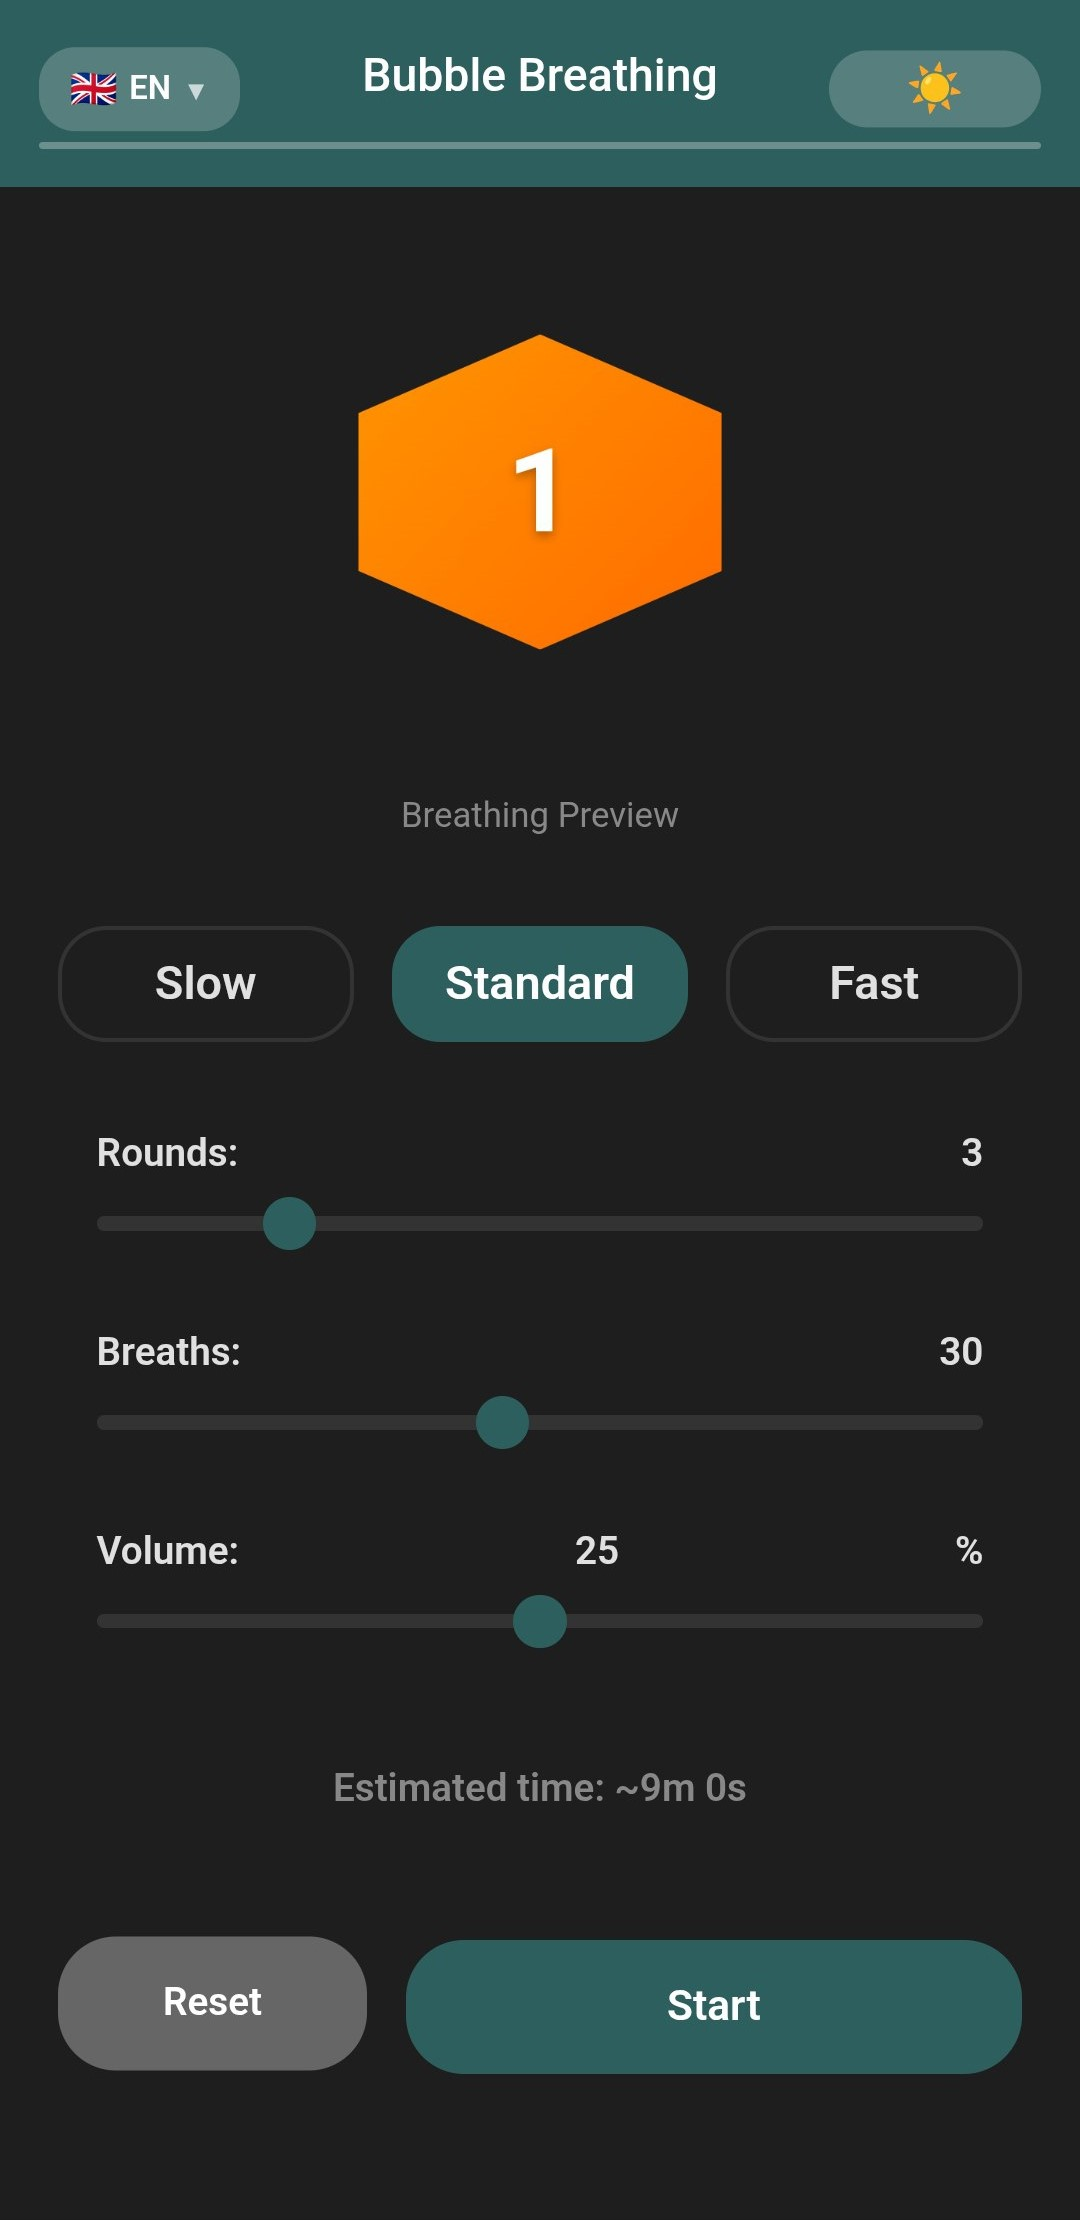 🇬🇧 EN ▼
Bubble Breathing
☀️
1
Breathing Preview
Slow Standard Fast
Rounds: 3
Breaths: 30
Volume: 25 %
Estimated time: ~9m 0s
Reset Start